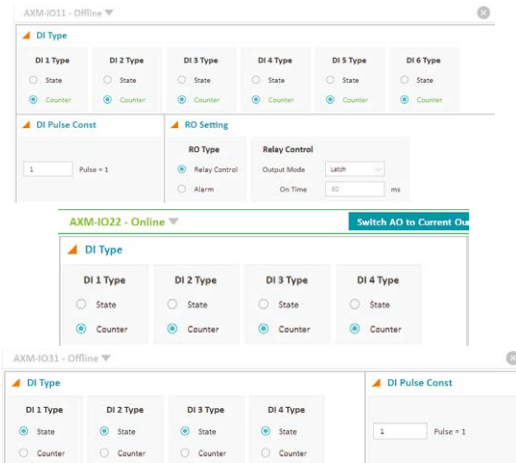 AXM-IO11 - Offline
DI Type
DI 1 Type DI 2 Type DI 3 Type DI 4 Type DI 5 Type DI 6 Type
State State State State State State
Counter Counter Counter Counter Counter Counter
DI Pulse Const RO Setting
RO Type Relay Control
1 Pulse = 1 Relay Control Output Mode Latch
Alarm On Time 50 ms
AXM-IO22 - Online Switch AO to Current Ou
DI Type
DI 1 Type DI 2 Type DI 3 Type DI 4 Type
State State State State
Counter Counter Counter Counter
AXM-IO31 - Offline
DI Type DI Pulse Const
DI 1 Type DI 2 Type DI 3 Type DI 4 Type
State State State State 1 Pulse = 1
Counter Counter Counter Counter